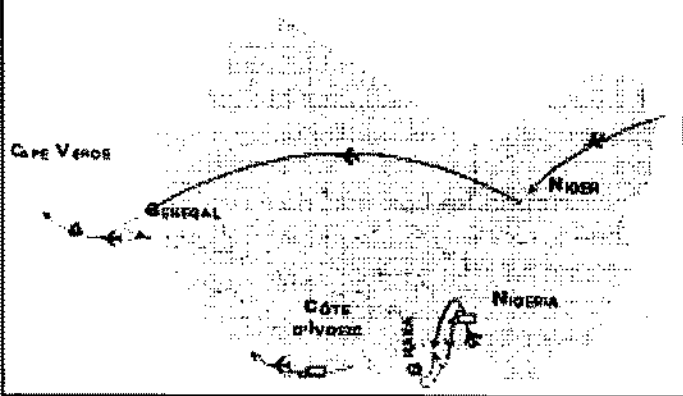 CAPE VERDE
NIGER
SENEGAL
NIGERIA
CÔTE
D'IVOIRE